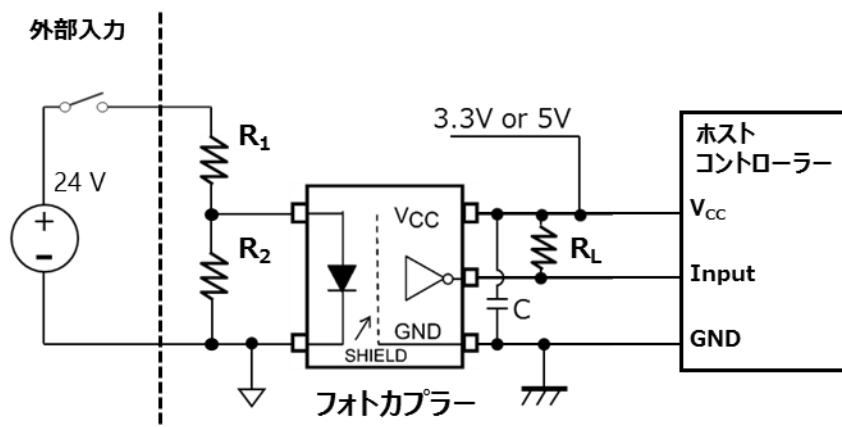 外部入力
24 V
R1
R2
VCC
GND
SHIELD
フォトカプラー
3.3V or 5V
RL
C
ホスト
コントローラー
VCC
Input
GND